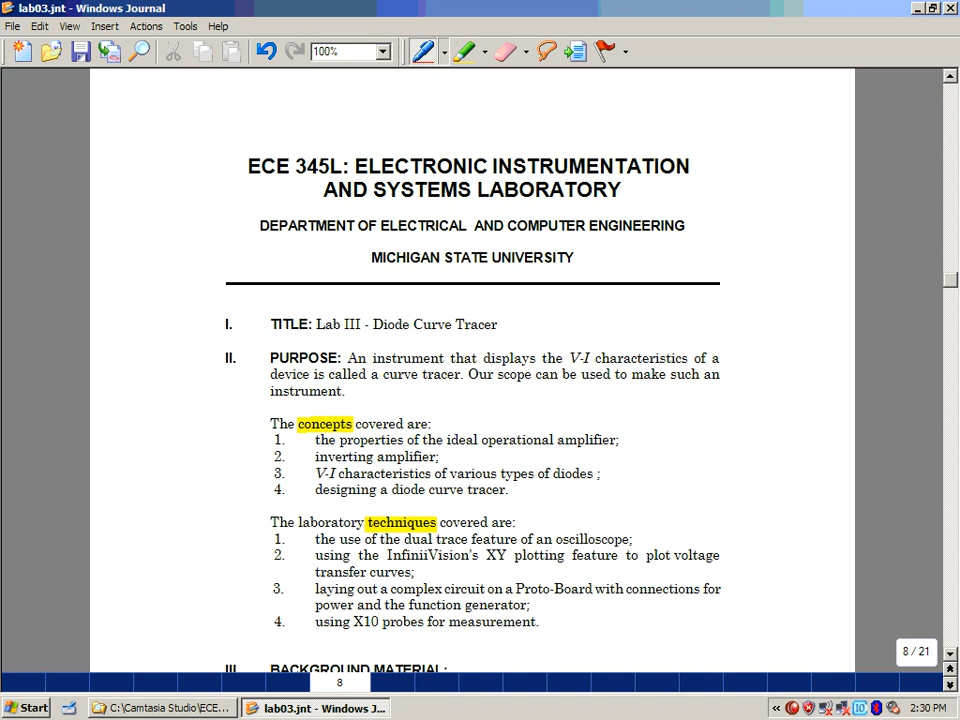 lab03.jnt - Windows Journal
File Edit View Insert Actions Tools Help
100%
ECE 345L: ELECTRONIC INSTRUMENTATION
AND SYSTEMS LABORATORY
DEPARTMENT OF ELECTRICAL AND COMPUTER ENGINEERING
MICHIGAN STATE UNIVERSITY
I. TITLE: Lab III - Diode Curve Tracer
II. PURPOSE: An instrument that displays the V-I characteristics of a
device is called a curve tracer. Our scope can be used to make such an
instrument.
The concepts covered are:
1. the properties of the ideal operational amplifier;
2. inverting amplifier;
3. V-I characteristics of various types of diodes ;
4. designing a diode curve tracer.
The laboratory techniques covered are:
1. the use of the dual trace feature of an oscilloscope;
2. using the InfiniiVision's XY plotting feature to plot voltage
transfer curves;
3. laying out a complex circuit on a Proto-Board with connections for
power and the function generator;
4. using X10 probes for measurement.
III. BACKGROUND MATERIAL:
8 / 21
8
Start C:\Camtasia Studio\ECE... lab03.jnt - Windows J... « 2:30 PM